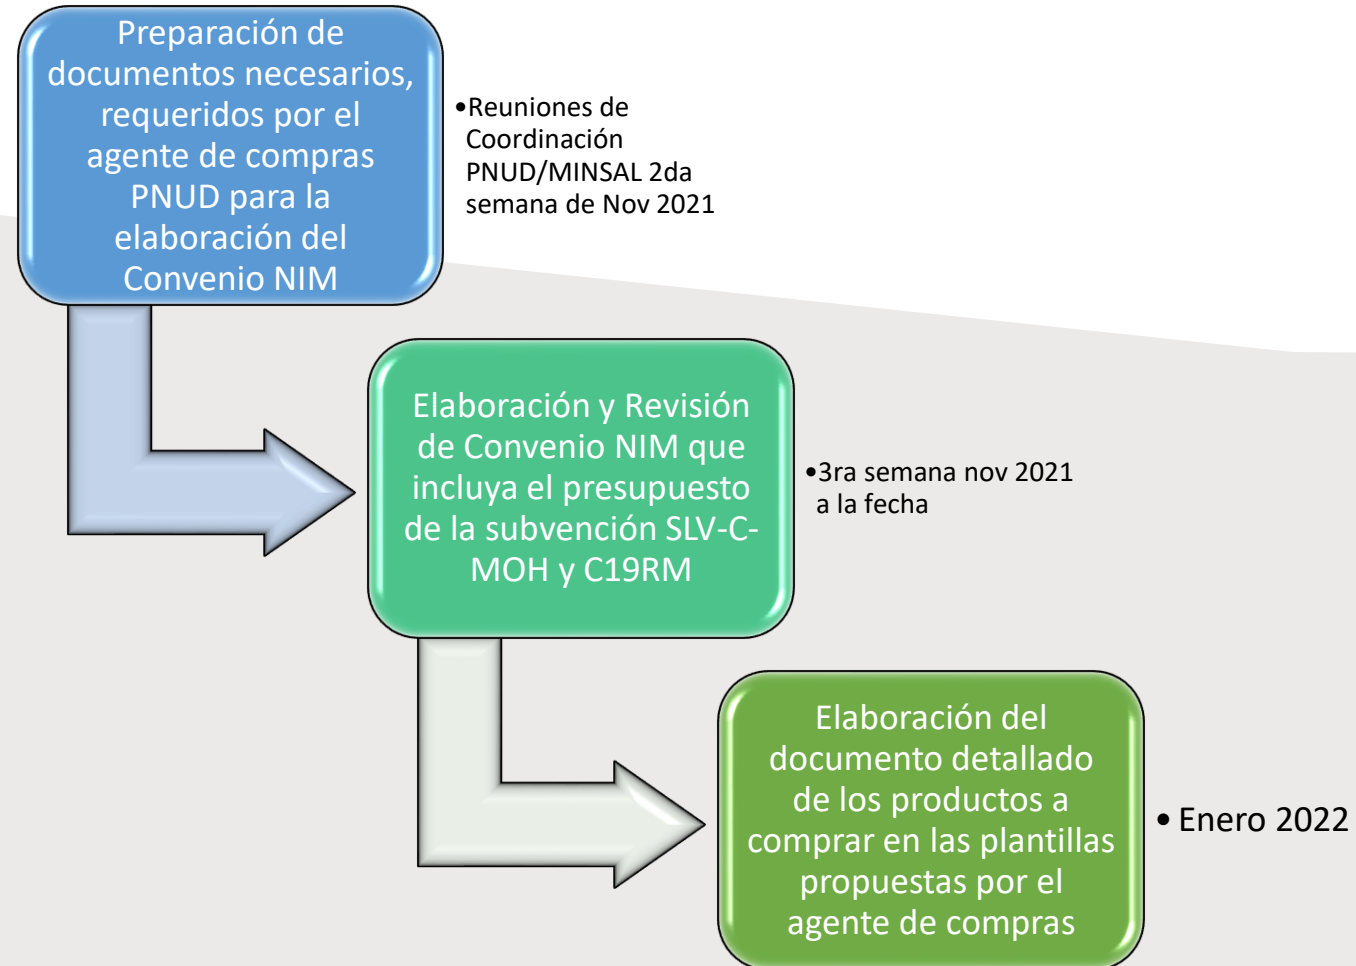 Preparación de
documentos necesarios,
requeridos por el
agente de compras
PNUD para la
elaboración del
Convenio NIM
•Reuniones de
Coordinación
PNUD/MINSAL 2da
semana de Nov 2021
Elaboración y Revisión
de Convenio NIM que
incluya el presupuesto
de la subvención SLV-C-
MOH y C19RM
•3ra semana nov 2021
a la fecha
Elaboración del
documento detallado
de los productos a
comprar en las plantillas
propuestas por el
agente de compras
• Enero 2022